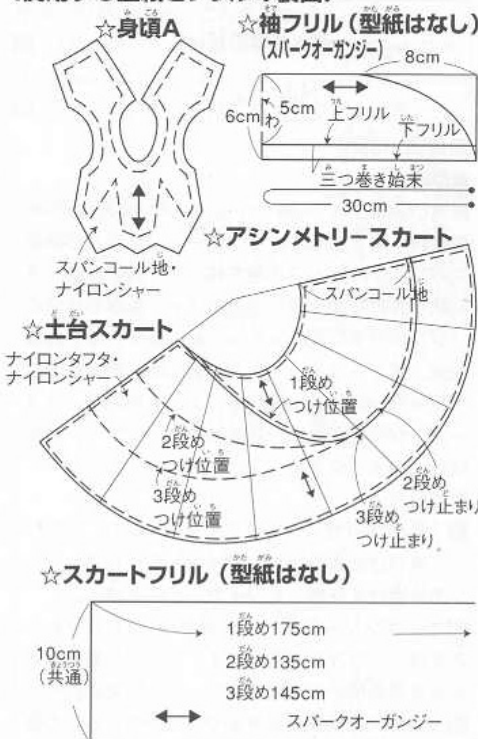 ☆身頃A
みごろ
スパンコール地・
ナイロンシャー
☆袖フリル(型紙はなし)
(スパークオーガンジー)
8cm
6cm
5cm
わ
上フリル
下フリル
三つ巻き始末
30cm
☆アシンメトリースカート
スパンコール地
☆土台スカート
ナイロンタフタ・
ナイロンシャー
1段め
つけ位置
2段め
つけ位置
3段め
つけ位置
2段め
つけ止まり
3段め
つけ止まり。
☆スカートフリル(型紙はなし)
10cm
(共通)
1段め175cm
2段め135cm
3段め145cm
スパークオーガンジー